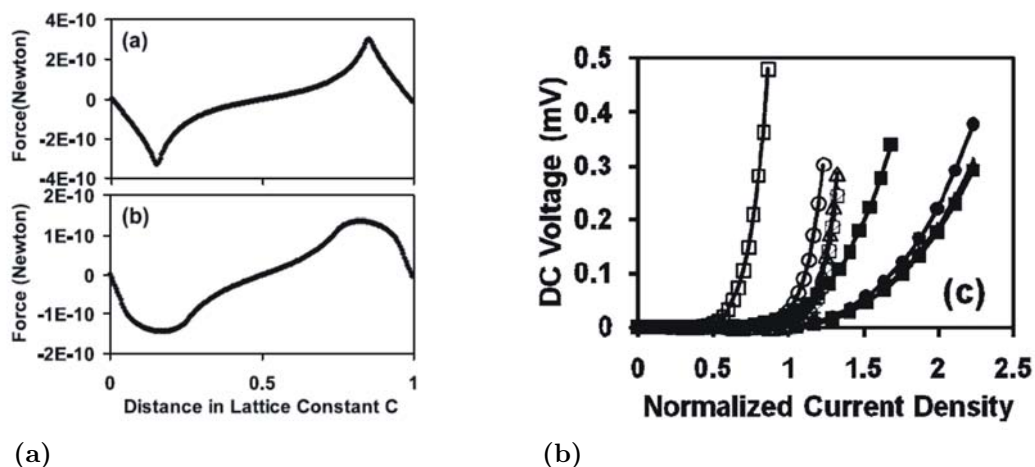 4E-10
2E-10
0
-2E-10
4E-10
(a)
Force(Newton)
2E-10
1E-10
0
-1E-10
-2E-10
(b)
Force (Newton)
0
0.5
1
Distance in Lattice Constant C
(a)
(b)
0.5
0.4
0.3
0.2
0.1
0
DC Voltage (mV)
(c)
0
0.5
1
1.5
2
2.5
Normalized Current Density
(b)